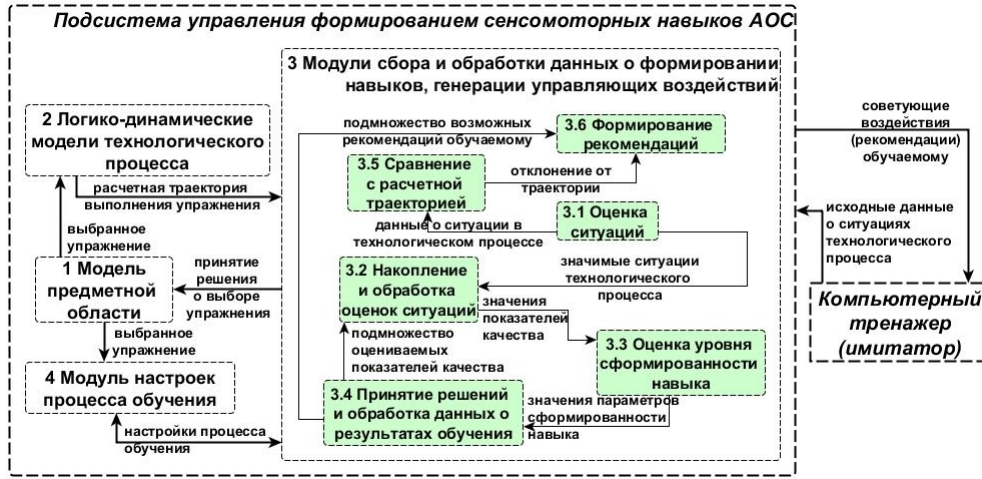 Подсистема управления формированием сенсомоторных навыков АОС
3 Модули сбора и обработки данных о формировании
навыков, генерации управляющих воздействий
2 Логико-динамические
модели технологического
процесса
расчетная траектория
выполнения упражнения
выбранное
упражнение
1 Модель
предметной
области
принятие
решения
о выборе
упражнения
выбранное
упражнение
4 Модуль настроек
процесса обучения
настройки процесса
обучения
подмножество возможных
рекомендаций обучаемому
3.6 Формирование
рекомендаций
3.5 Сравнение
с расчетной
траекторией
отклонение от
траектории
3.1 Оценка
ситуаций
данные о ситуации в
технологическом процессе
3.2 Накопление
и обработка
оценок ситуаций
значимые ситуации
технологического
процесса
значения
показателей
качества
подмножество
оцениваемых
показателей качества
3.3 Оценка уровня
сформированности
навыка
3.4 Принятие решений
и обработка данных о
результатах обучения
значения параметров
сформированности
навыка
советующие
воздействия
(рекомендации)
обучаемому
исходные данные
о ситуациях
технологического
процесса
Компьютерный
тренажер
(имитатор)